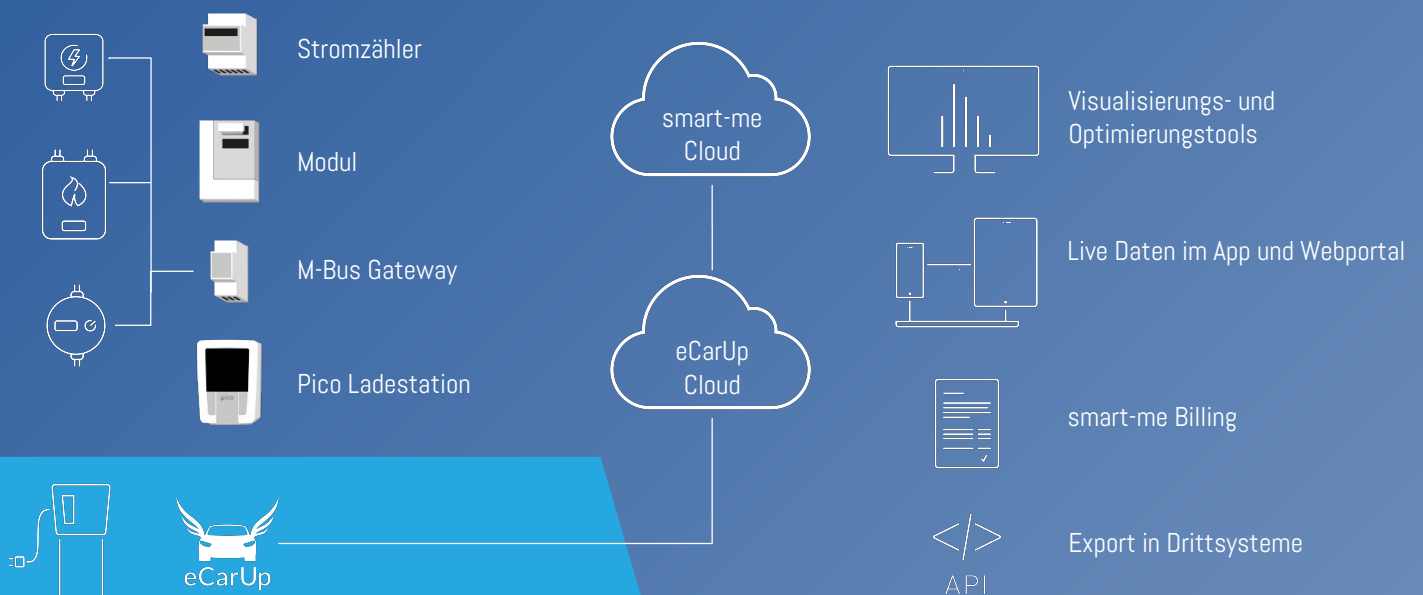 Stromzähler
Modul
M-Bus Gateway
pico
Pico Ladestation
eCarUp
smart-me
Cloud
eCarUp
Cloud
Visualisierungs- und
Optimierungstools
Live Daten im App und Webportal
smart-me Billing
</>
API
Export in Drittsysteme